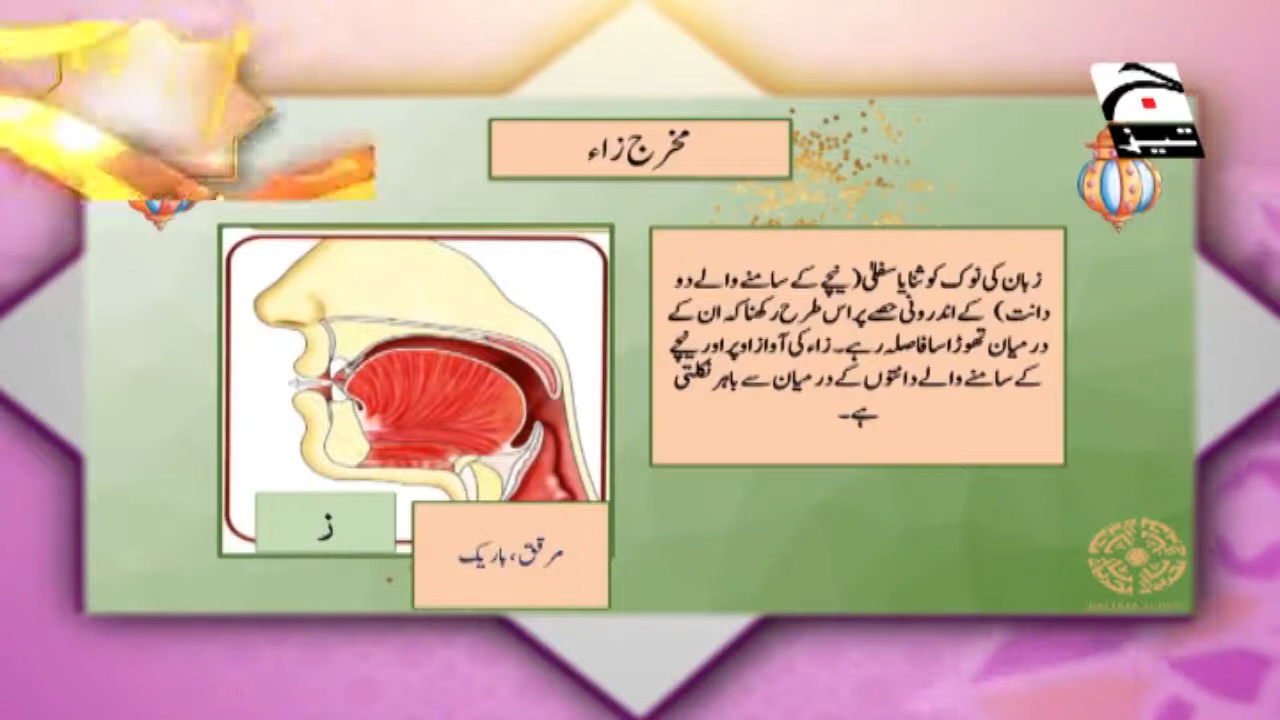 مخرج زاء
زبان کی نوک کو ثنایا سفلیٰ (نیچے کے سامنے والے دو
دانت) کے اندرونی حصے پر اس طرح رکھنا کہ ان کے
درمیان تھوڑا سا فاصلہ رہے۔ زاء کی آواز اوپر اور نیچے
کے سامنے والے دانتوں کے درمیان سے باہر نکلتی
ہے۔
ز
مرقق، باریک